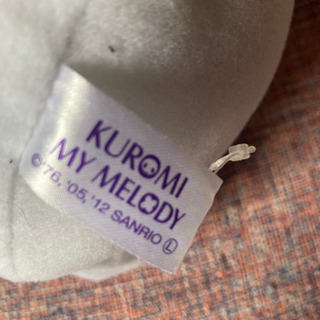 KUROMI
MY MELODY
©'76, '05, '12 SANRIO Ⓛ